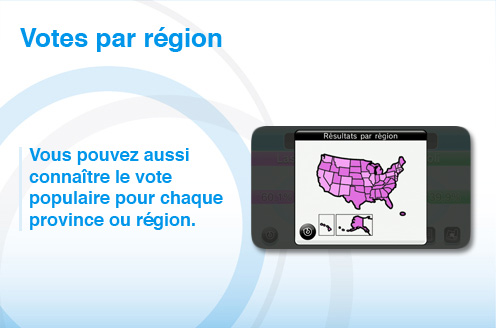 Votes par région
Résultats par région
Vous pouvez aussi
connaître le vote
populaire pour chaque
province ou région.